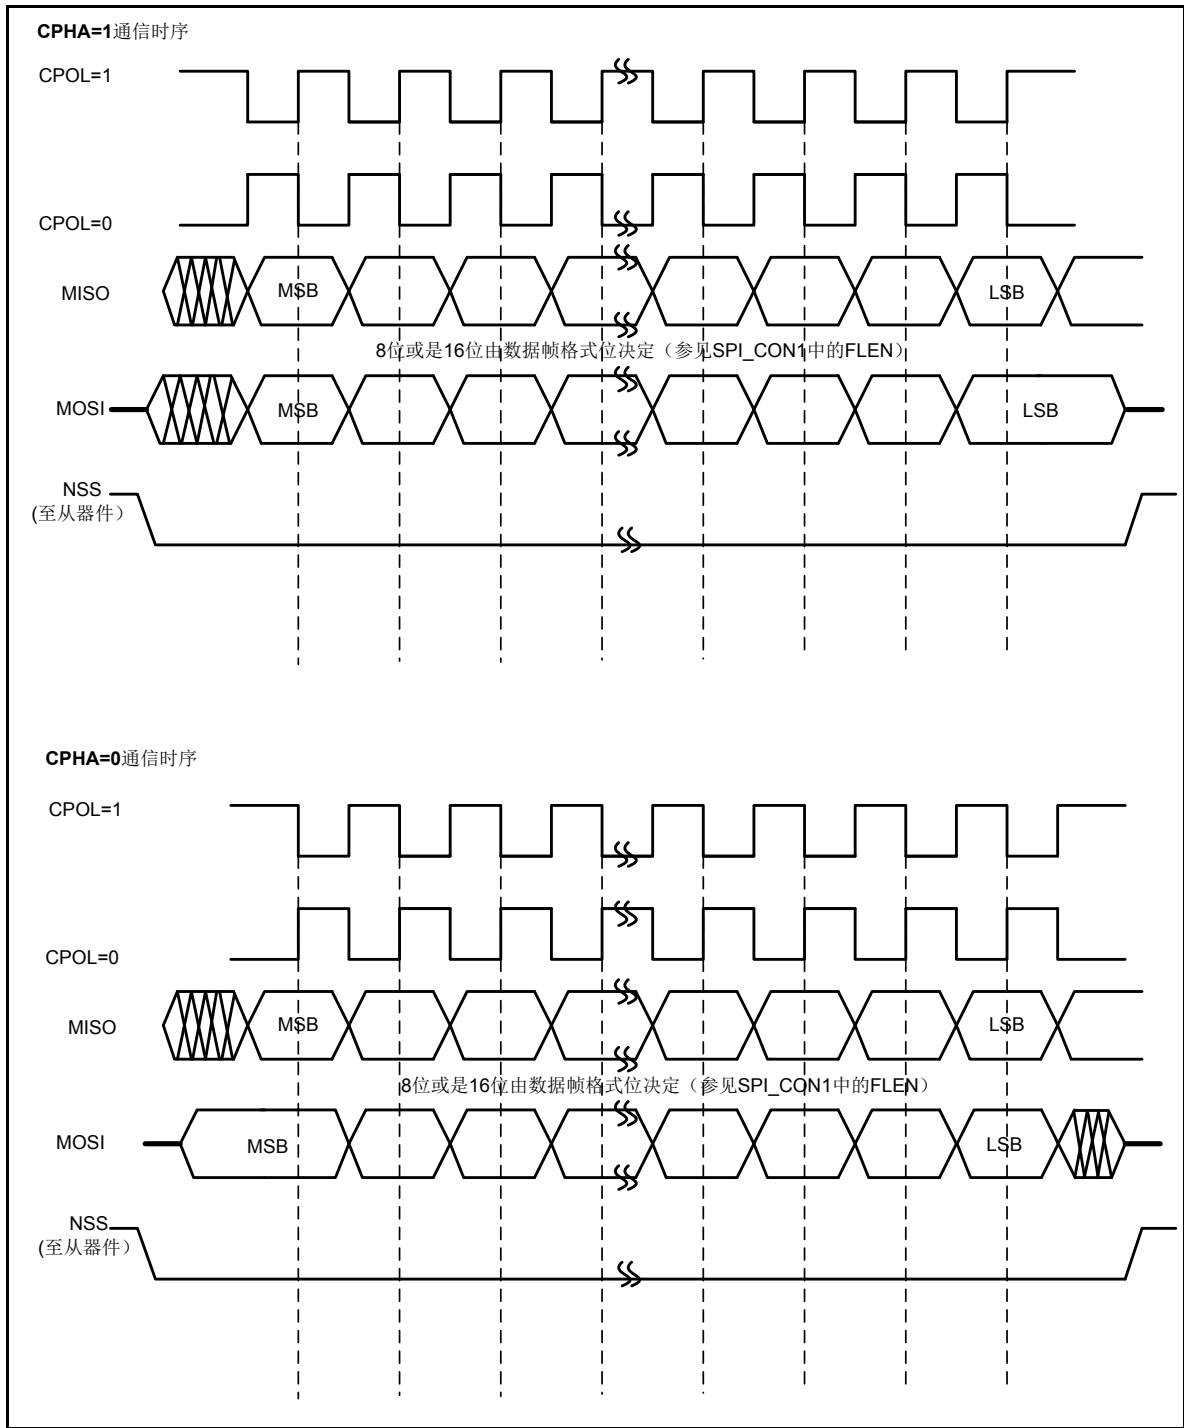 CPHA=1通信时序
CPOL=1
CPOL=0
MISO
MSB
LSB
8位或是16位由数据帧格式位决定（参见SPI_CON1中的FLEN）
MOSI
MSB
LSB
NSS
(至从器件）
CPHA=0通信时序
CPOL=1
CPOL=0
MISO
MSB
LSB
8位或是16位由数据帧格式位决定（参见SPI_CON1中的FLEN）
MOSI
MSB
LSB
NSS
(至从器件）